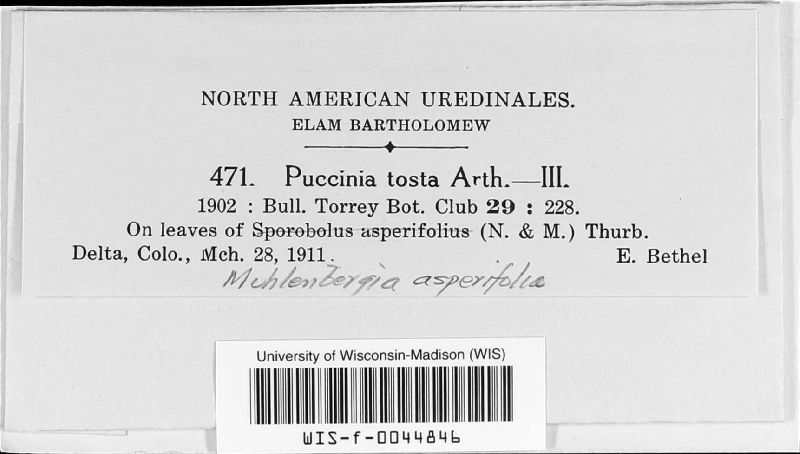 NORTH AMERICAN UREDINALES.
ELAM BARTHOLOMEW
471. Puccinia tosta Arth.—III.
1902 : Bull. Torrey Bot. Club 29 : 228.
On leaves of Sporobolus asperifolius (N. & M.) Thurb.
Delta, Colo., Mch. 28, 1911. E. Bethel
Muhlenbergia asperifolia
University of Wisconsin-Madison (WIS)
WIS-f-0044846